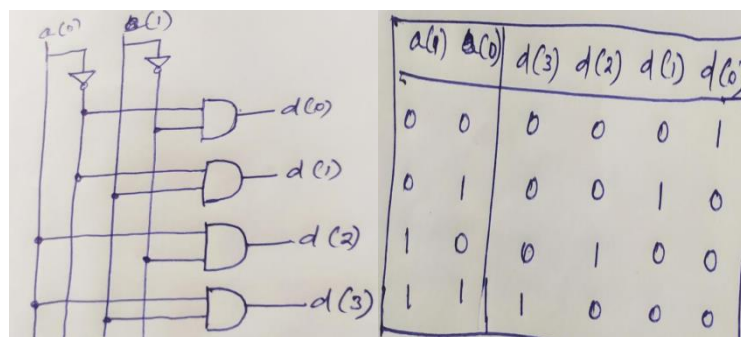 a(0) a(1)
d(0)
d(1)
d(2)
d(3)
a(1) a(0) d(3) d(2) d(1) d(0)
0 0 0 0 0 1
0 1 0 0 1 0
1 0 0 1 0 0
1 1 1 0 0 0